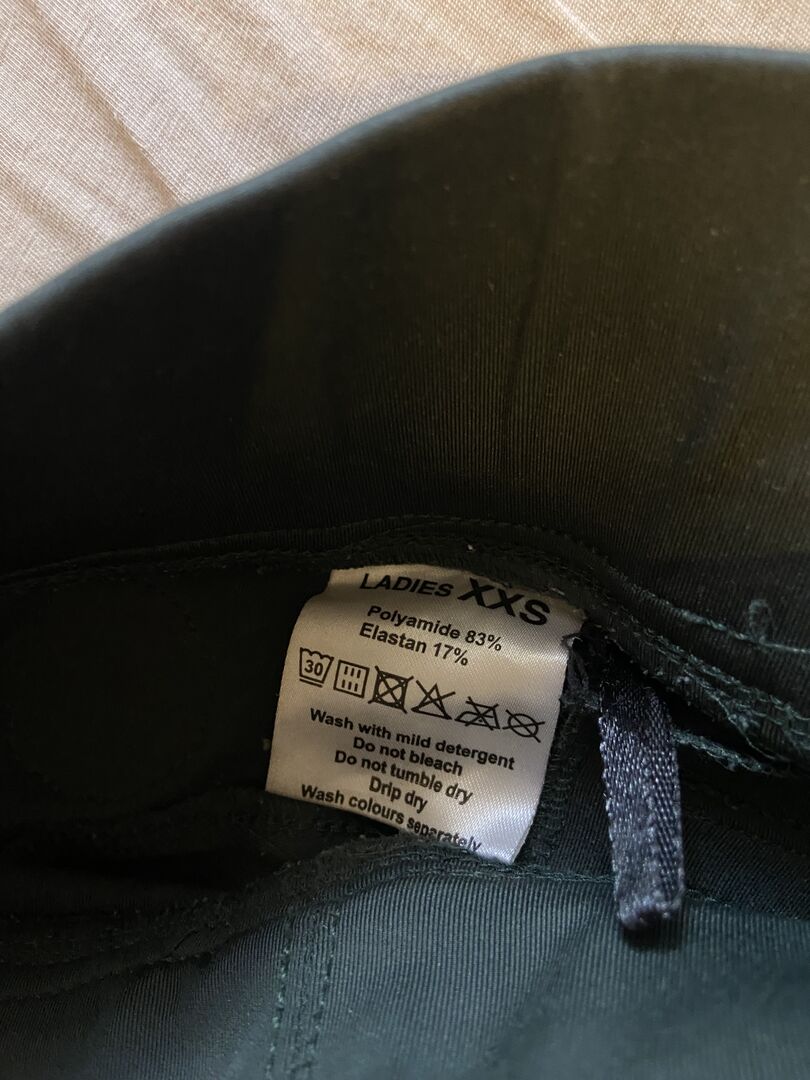 LADIES XXS
Polyamide 83%
Elastan 17%
30
Wash with mild detergent
Do not bleach
Do not tumble dry
Drip dry
Wash colours separately